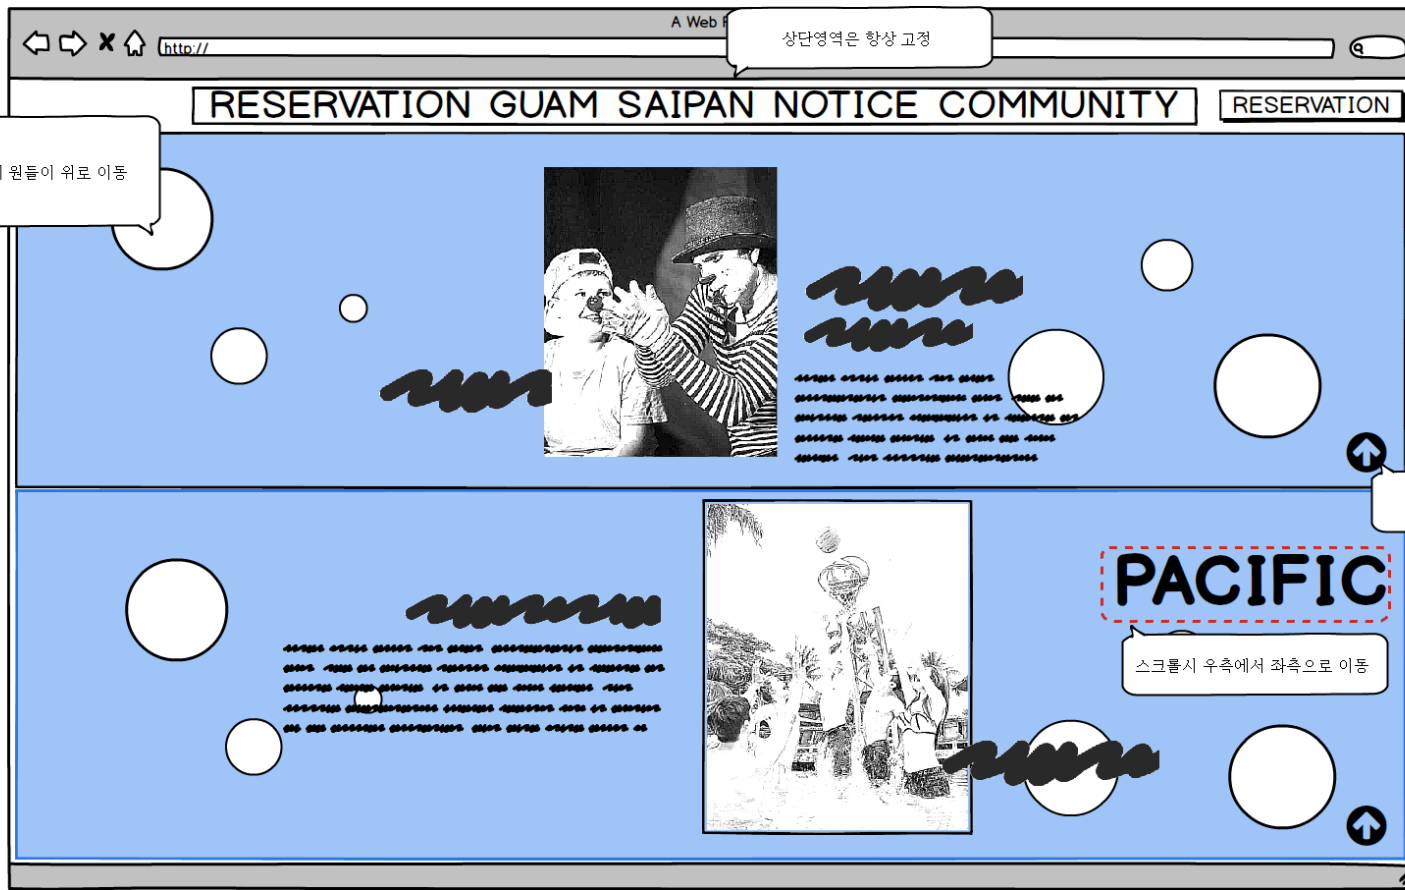 A Web P
상단영역은 항상 고정
http://
RESERVATION GUAM SAIPAN NOTICE COMMUNITY
RESERVATION
원들이 위로 이동
PACIFIC
스크롤시 우측에서 좌측으로 이동